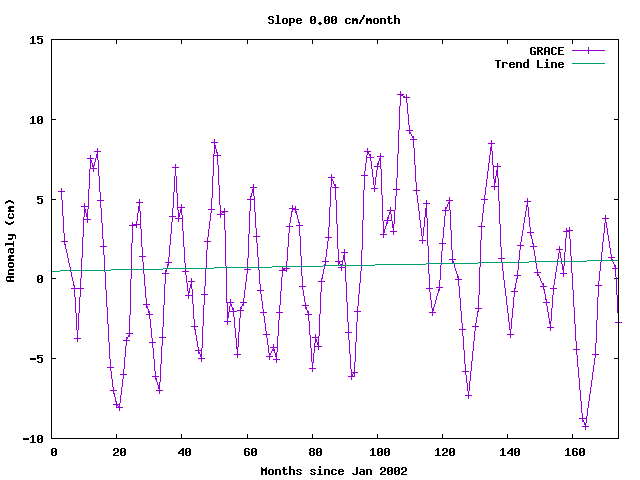 Slope 0.00 cm/month
GRACE
Trend Line
Anomaly (cm)
15
10
5
0
-5
-10
0 20 40 60 80 100 120 140 160
Months since Jan 2002